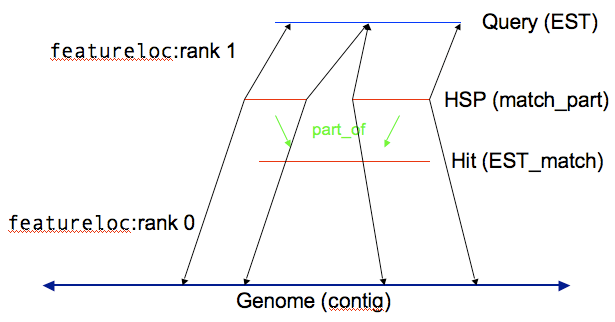 Query (EST)
featureloc:rank 1
HSP (match_part)
part_of
Hit (EST_match)
featureloc:rank 0
Genome (contig)